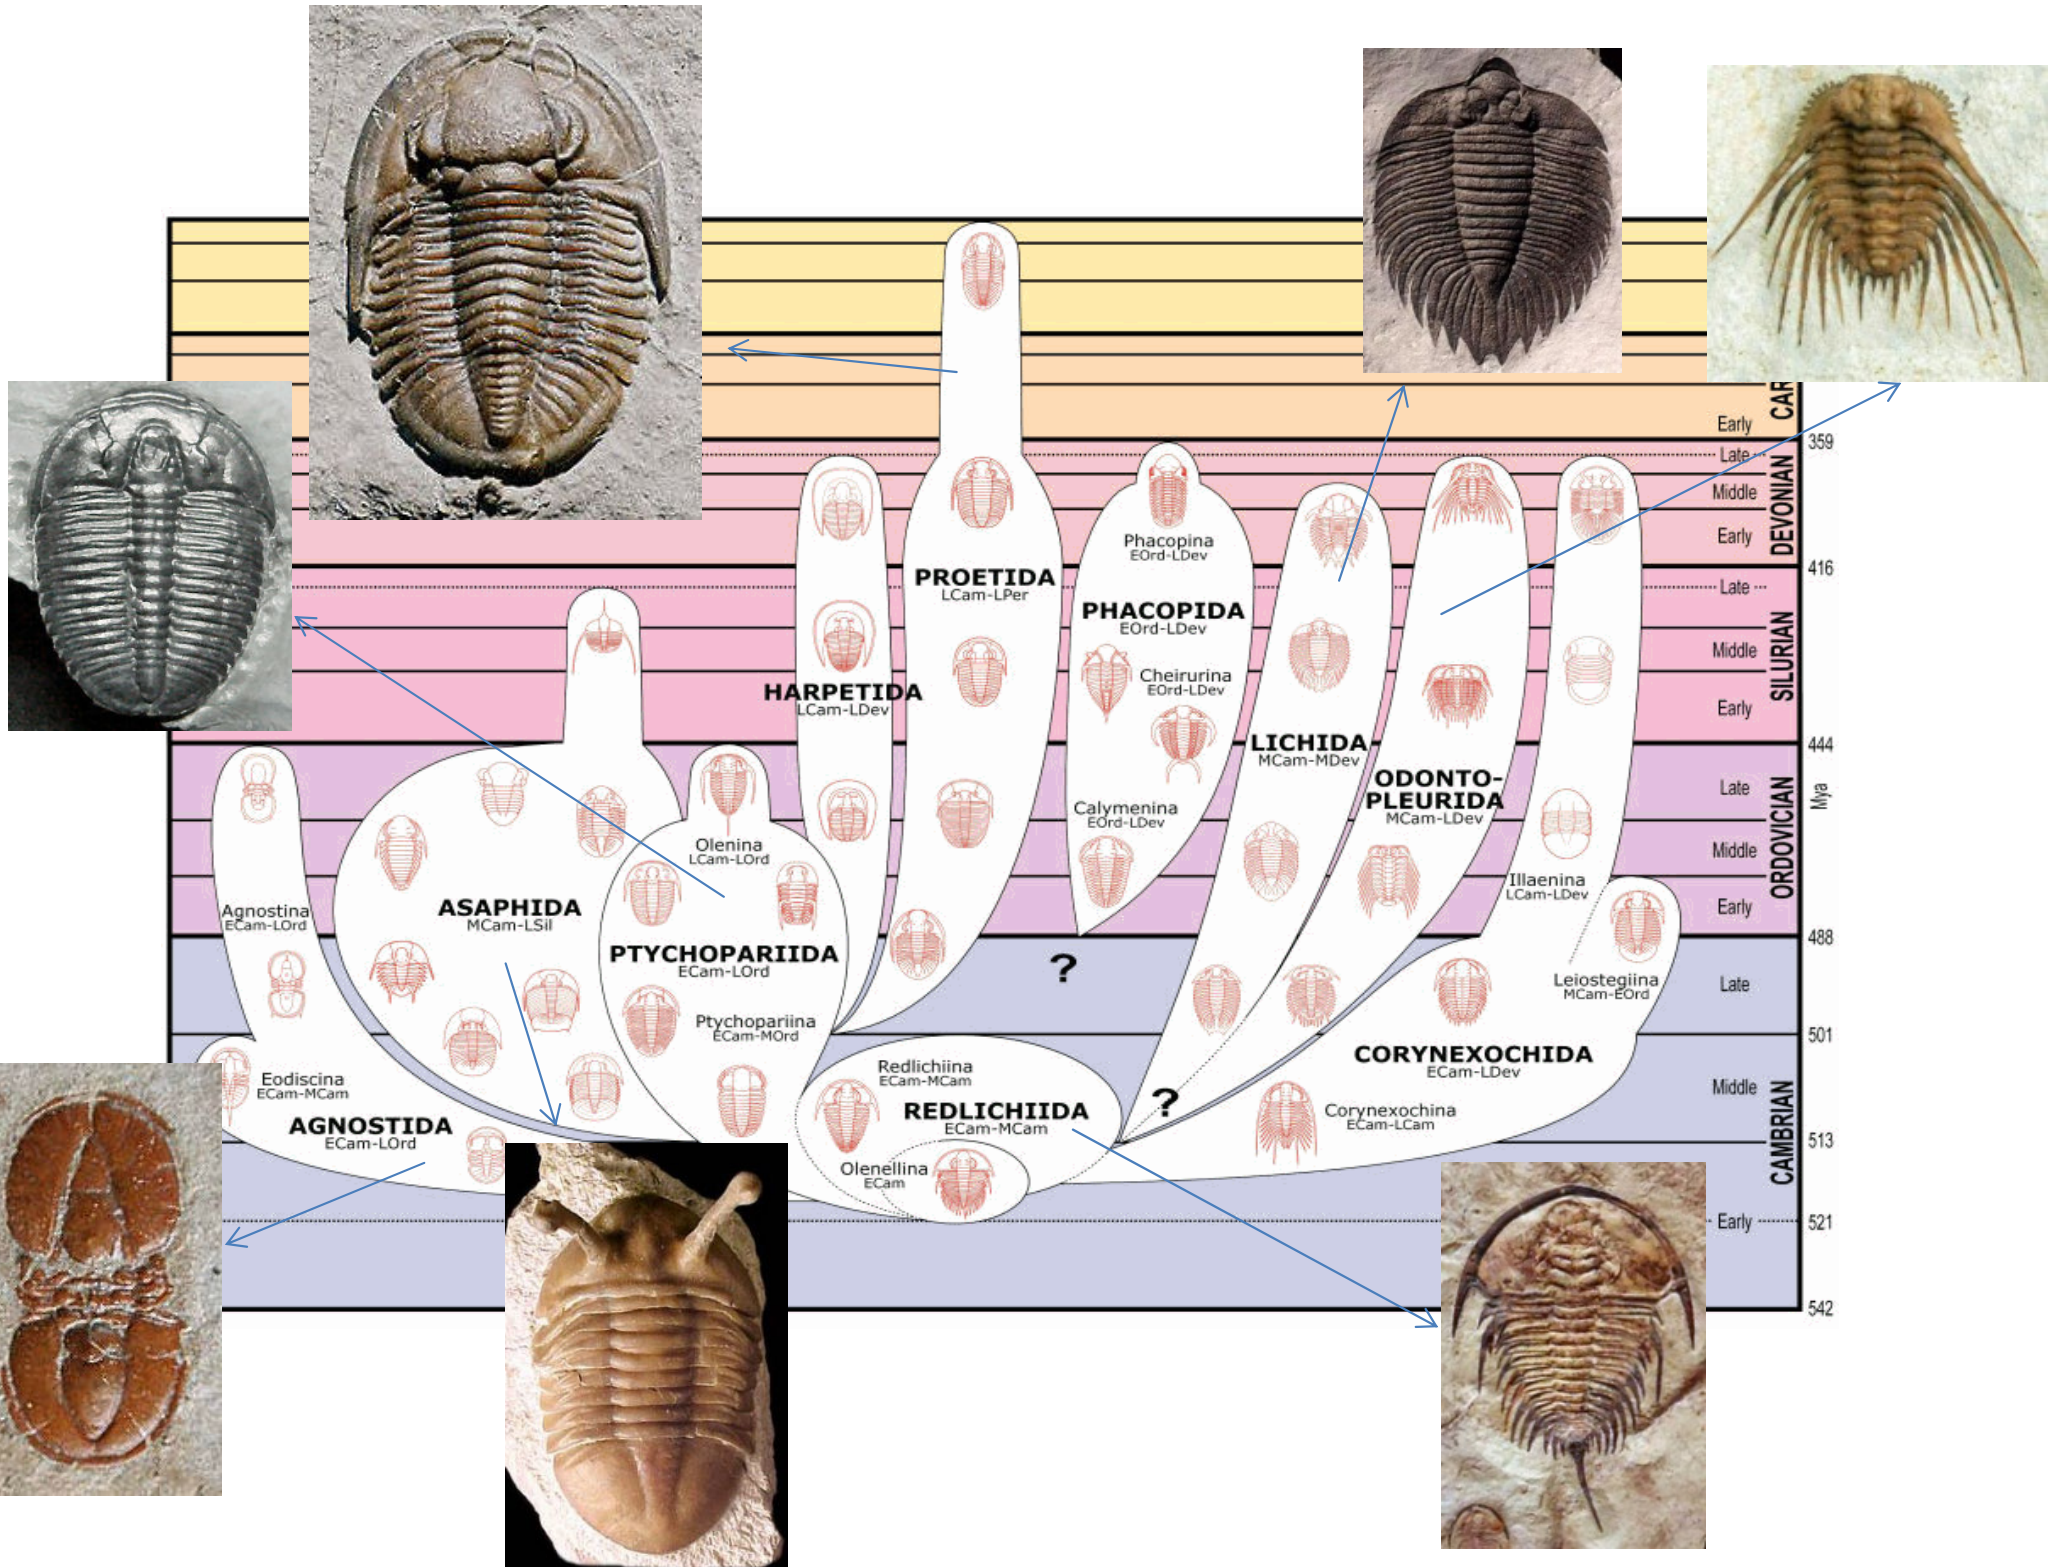 CAR
Early
359
Late
DEVONIAN
Middle
Early
416
Late
SILURIAN
Middle
Early
444
Late
Mya
ORDOVICIAN
Middle
Early
488
Late
501
Middle
CAMBRIAN
513
Early
521
542
Agnostina
ECam-LOrd
Eodiscina
ECam-MCam
AGNOSTIDA
ECam-LOrd
ASAPHIDA
MCam-LSil
Olenina
LCam-LOrd
PTYCHOPARIIDA
ECam-LOrd
Ptychopariina
ECam-MOrd
HARPETIDA
LCam-LDev
PROETIDA
LCam-LPer
Phacopina
EOrd-LDev
PHACOPIDA
EOrd-LDev
Cheirurina
EOrd-LDev
Calymenina
EOrd-LDev
?
Redlichiina
ECam-MCam
REDLICHIIDA
ECam-MCam
Olenellina
ECam
LICHIDA
MCam-MDev
ODONTO-
PLEURIDA
MCam-LDev
?
Illaenina
LCam-LDev
Leiostegiina
MCam-EOrd
CORYNEXOCHIDA
ECam-LDev
Corynexochina
ECam-LCam